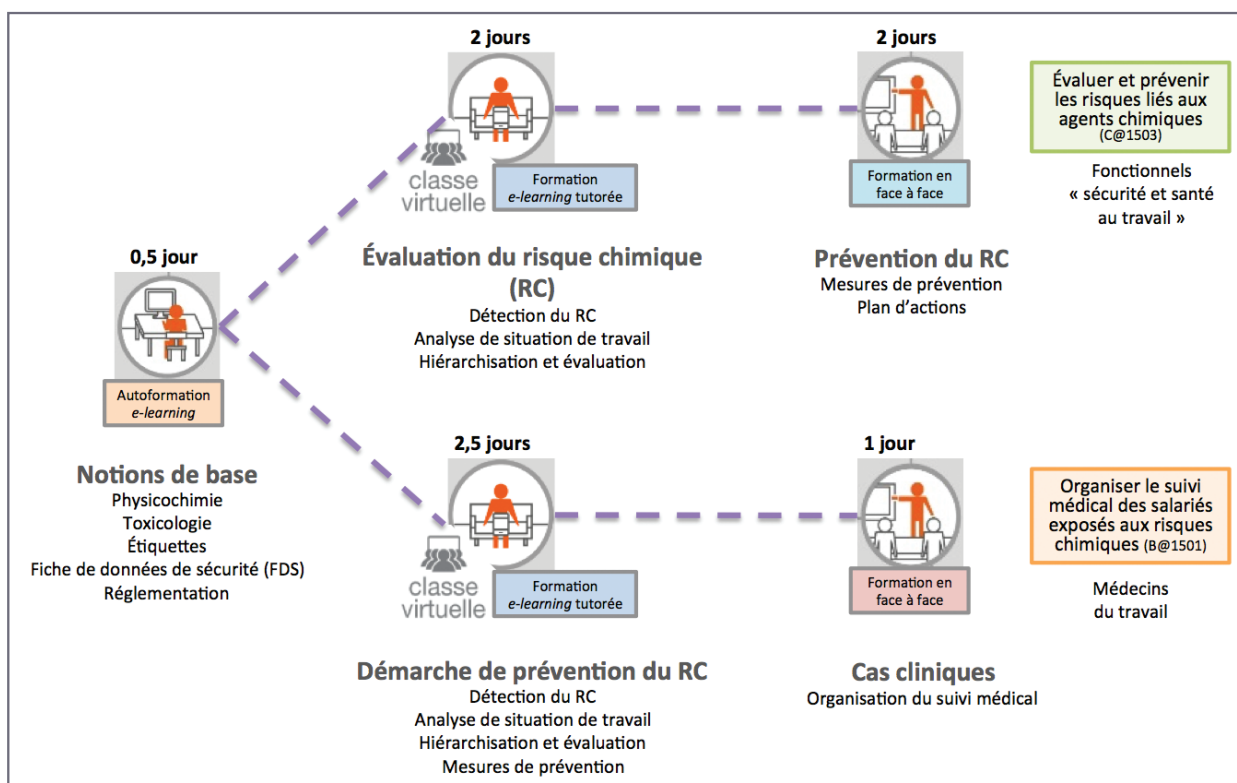 0,5 jour
Autoformation
e-learning
Notions de base
Physicochimie
Toxicologie
Étiquettes
Fiche de données de sécurité (FDS)
Réglementation
2 jours
classe
virtuelle
Formation
e-learning tutorée
Évaluation du risque chimique
(RC)
Détection du RC
Analyse de situation de travail
Hiérarchisation et évaluation
2 jours
Formation en
face à face
Prévention du RC
Mesures de prévention
Plan d'actions
Évaluer et prévenir
les risques liés aux
agents chimiques
(C@1503)
Fonctionnels
« sécurité et santé
au travail »
2,5 jours
classe
virtuelle
Formation
e-learning tutorée
Démarche de prévention du RC
Détection du RC
Analyse de situation de travail
Hiérarchisation et évaluation
Mesures de prévention
1 jour
Formation en
face à face
Cas cliniques
Organisation du suivi médical
Organiser le suivi
médical des salariés
exposés aux risques
chimiques (B@1501)
Médecins
du travail